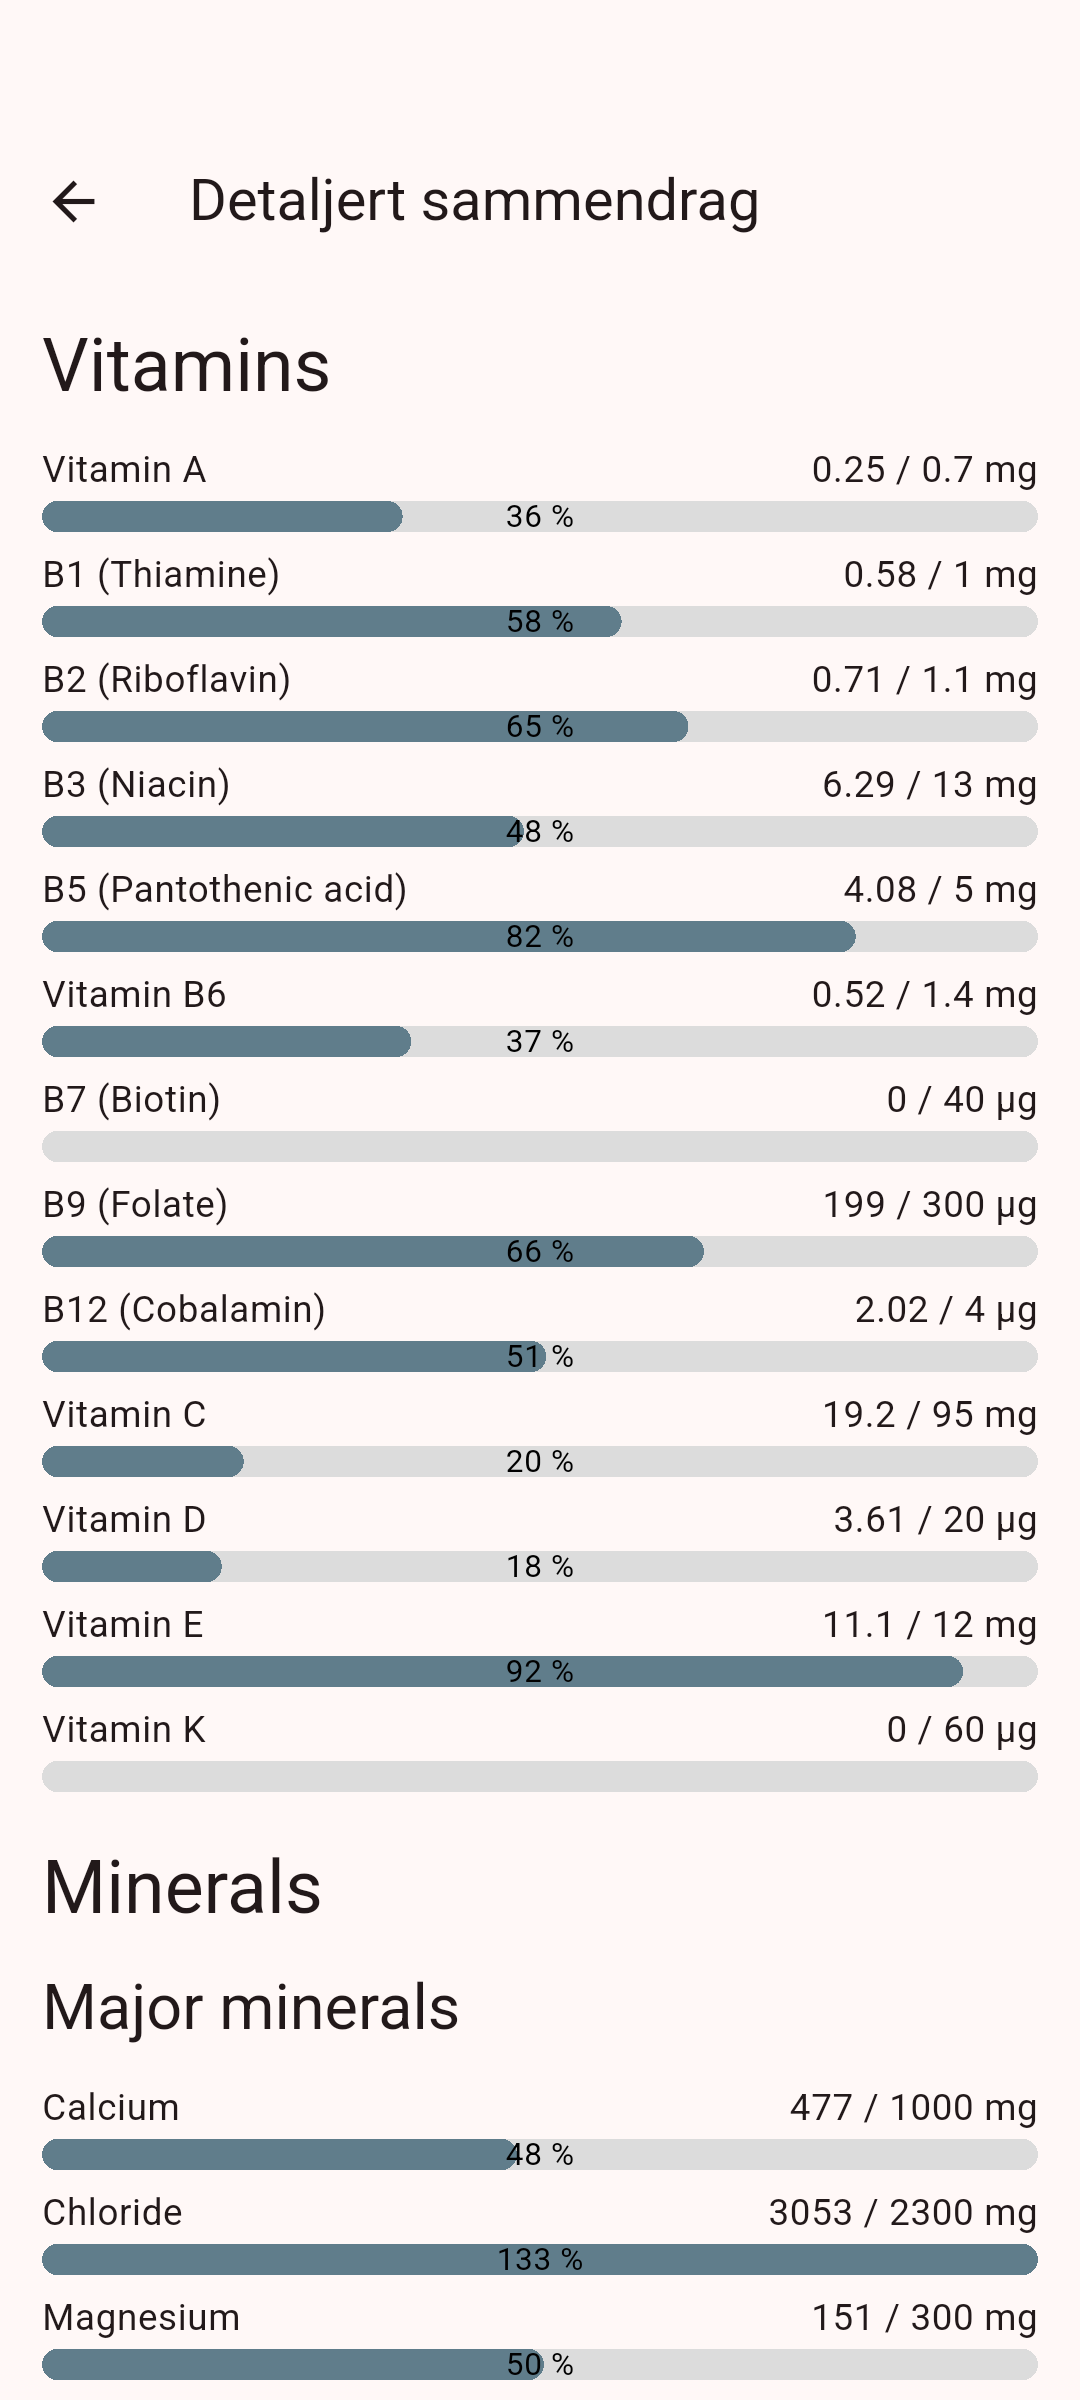 Detaljert sammendrag
Vitamins
Vitamin A 0.25 / 0.7 mg
36 %
B1 (Thiamine) 0.58 / 1 mg
58 %
B2 (Riboflavin) 0.71 / 1.1 mg
65 %
B3 (Niacin) 6.29 / 13 mg
48 %
B5 (Pantothenic acid) 4.08 / 5 mg
82 %
Vitamin B6 0.52 / 1.4 mg
37 %
B7 (Biotin) 0 / 40 µg
B9 (Folate) 199 / 300 µg
66 %
B12 (Cobalamin) 2.02 / 4 µg
51 %
Vitamin C 19.2 / 95 mg
20 %
Vitamin D 3.61 / 20 µg
18 %
Vitamin E 11.1 / 12 mg
92 %
Vitamin K 0 / 60 µg
Minerals
Major minerals
Calcium 477 / 1000 mg
48 %
Chloride 3053 / 2300 mg
133 %
Magnesium 151 / 300 mg
50 %